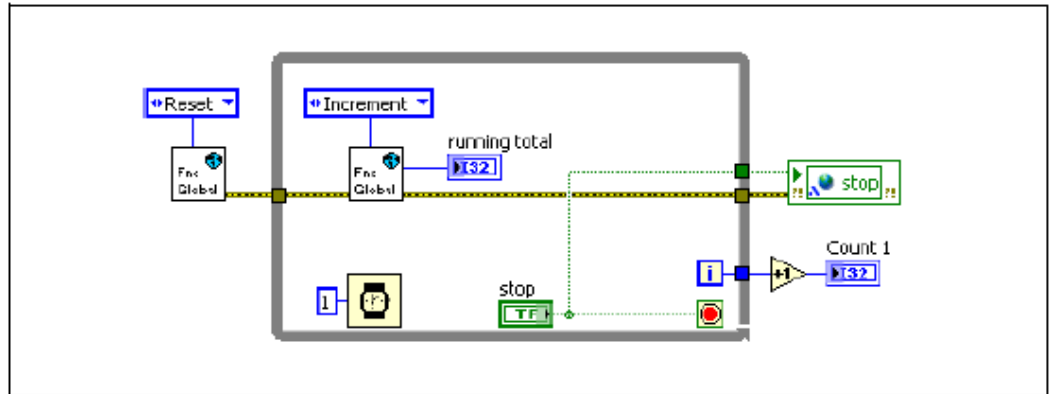 Reset
Increment
Fnc
Global
Fnc
Global
running total
I32
stop
Count 1
i
+1
I32
1
stop
TF